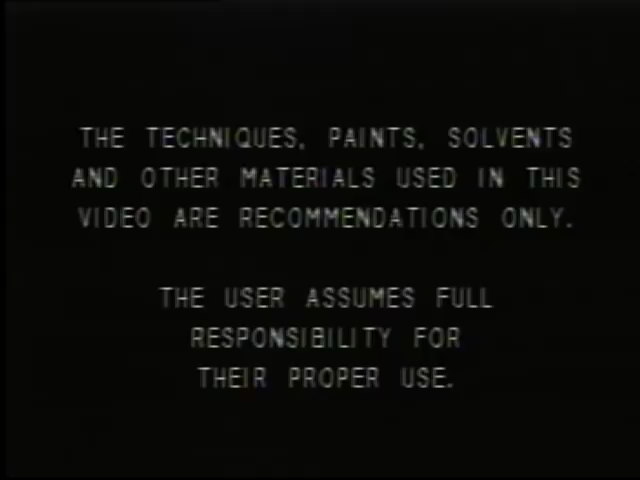 THE TECHNIQUES, PAINTS, SOLVENTS
AND OTHER MATERIALS USED IN THIS
VIDEO ARE RECOMMENDATIONS ONLY.
THE USER ASSUMES FULL
RESPONSIBILITY FOR
THEIR PROPER USE.